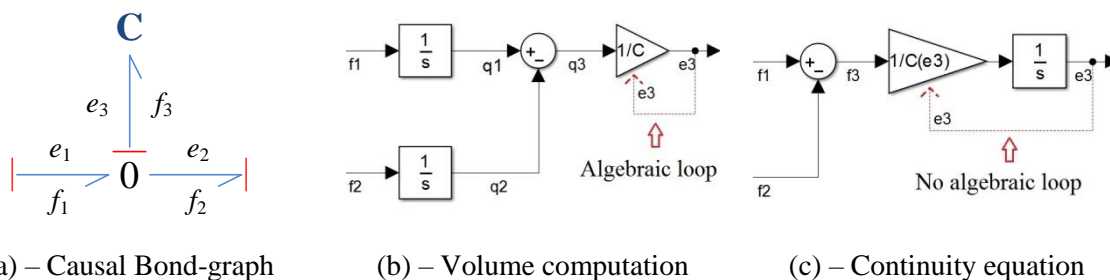 C
e3
f3
e1
e2
0
f1
f2
a) – Causal Bond-graph
f1
1
s
q1
+
−
q3
1/C
e3
e3
Algebraic loop
f2
1
s
q2
(b) – Volume computation
f1
+
−
f3
1/C(e3)
1
s
e3
e3
No algebraic loop
f2
(c) – Continuity equation